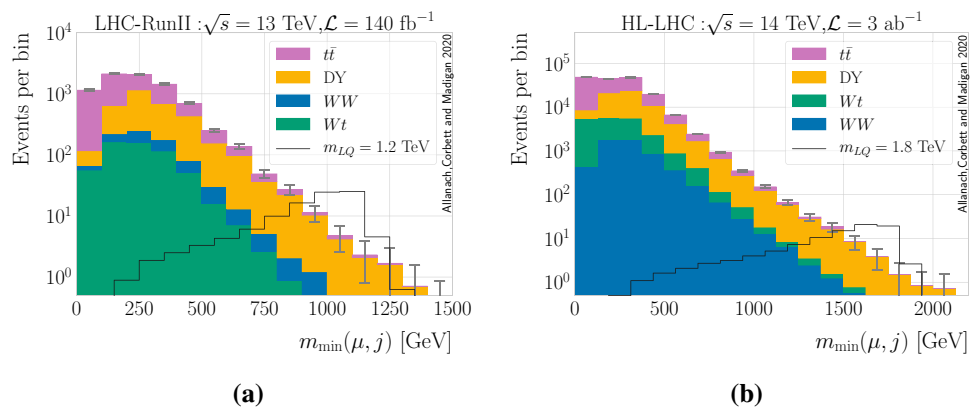 LHC-RunII :√s = 13 TeV,ℒ = 140 fb⁻¹
Events per bin
10⁴
10³
10²
10¹
10⁰
tt̄
DY
WW
Wt
m_LQ = 1.2 TeV
Allanach,Corbett and Madigan 2020
0
250
500
750
1000
1250
1500
m_min(μ, j) [GeV]
(a)
HL-LHC :√s = 14 TeV,ℒ = 3 ab⁻¹
Events per bin
10⁵
10⁴
10³
10²
10¹
10⁰
tt̄
DY
Wt
WW
m_LQ = 1.8 TeV
Allanach,Corbett and Madigan 2020
0
500
1000
1500
2000
m_min(μ, j) [GeV]
(b)